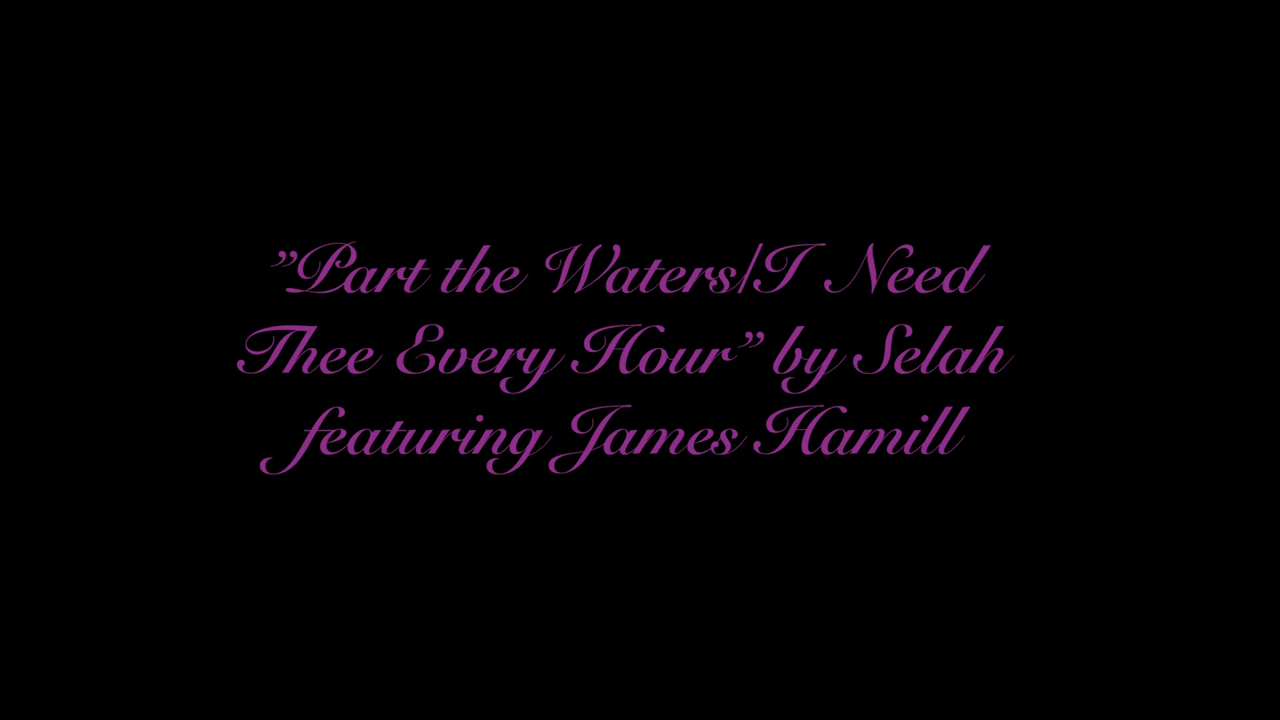 ”Part the Waters/I Need
Thee Every Hour” by Selah
featuring James Hamill